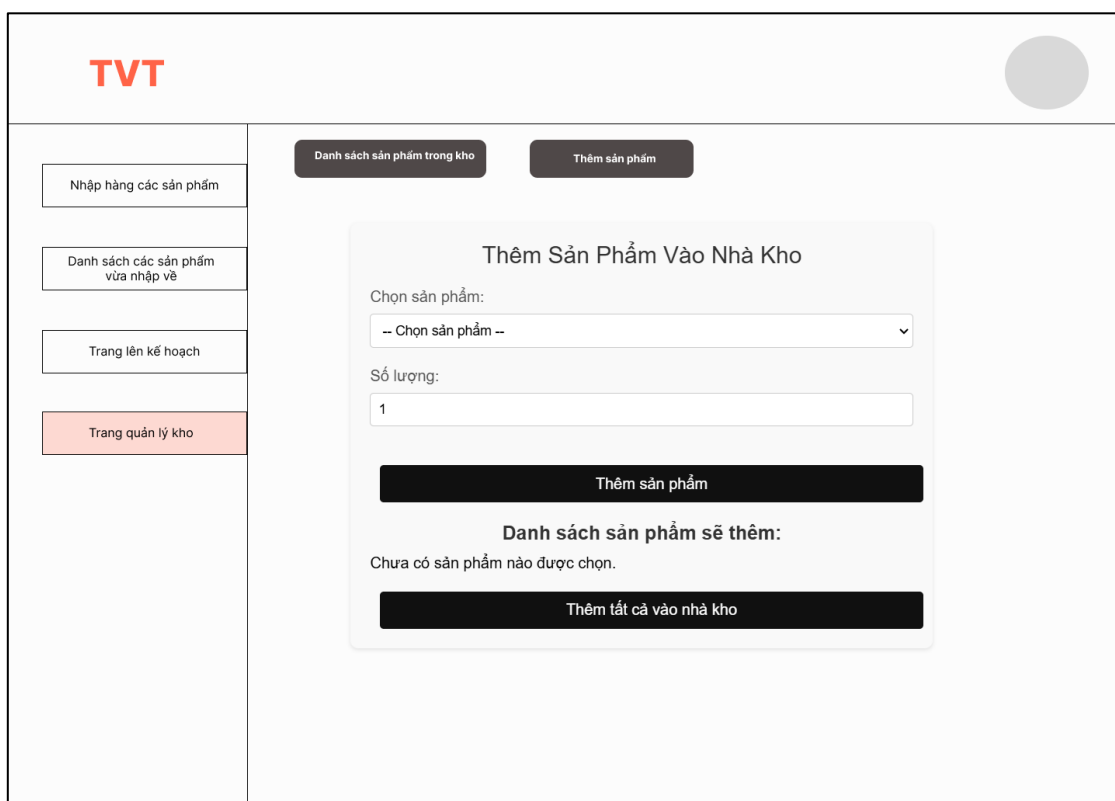 TVT
Danh sách sản phẩm trong kho
Thêm sản phẩm
Nhập hàng các sản phẩm
Danh sách các sản phẩm
vừa nhập về
Trang lên kế hoạch
Trang quản lý kho
Thêm Sản Phẩm Vào Nhà Kho
Chọn sản phẩm:
-- Chọn sản phẩm --
Số lượng:
1
Thêm sản phẩm
Danh sách sản phẩm sẽ thêm:
Chưa có sản phẩm nào được chọn.
Thêm tất cả vào nhà kho